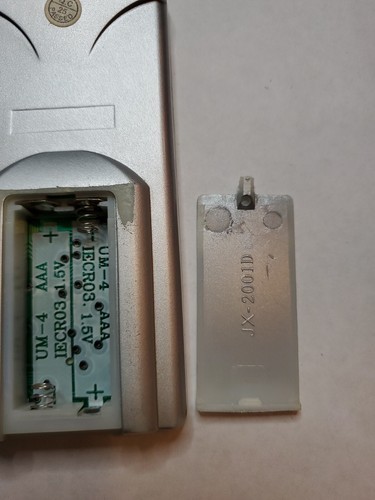 UM-4 AAA
IECR03. 1.5V
UM-4 AAA
IECR03. 1.5V
JX-2001D